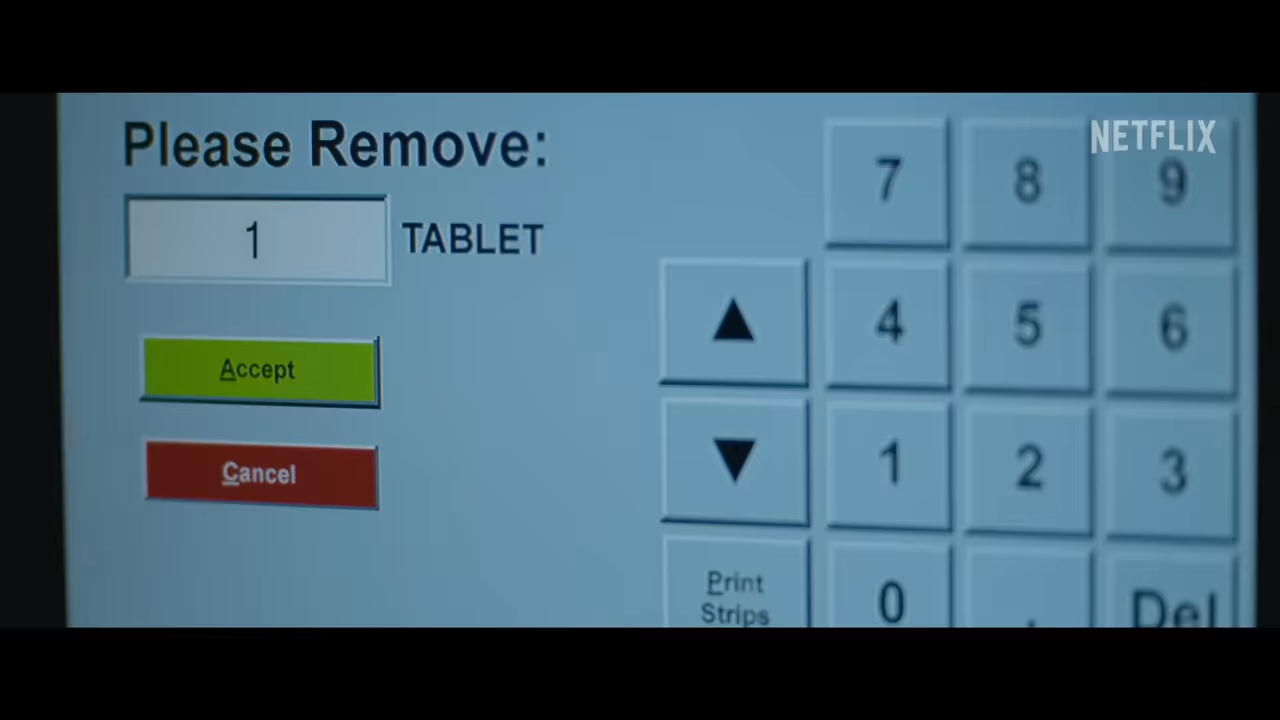 Please Remove:
1 TABLET
Accept
Cancel
NETFLIX
7 8 9
4 5 6
1 2 3
Print
Strips
0 . Del